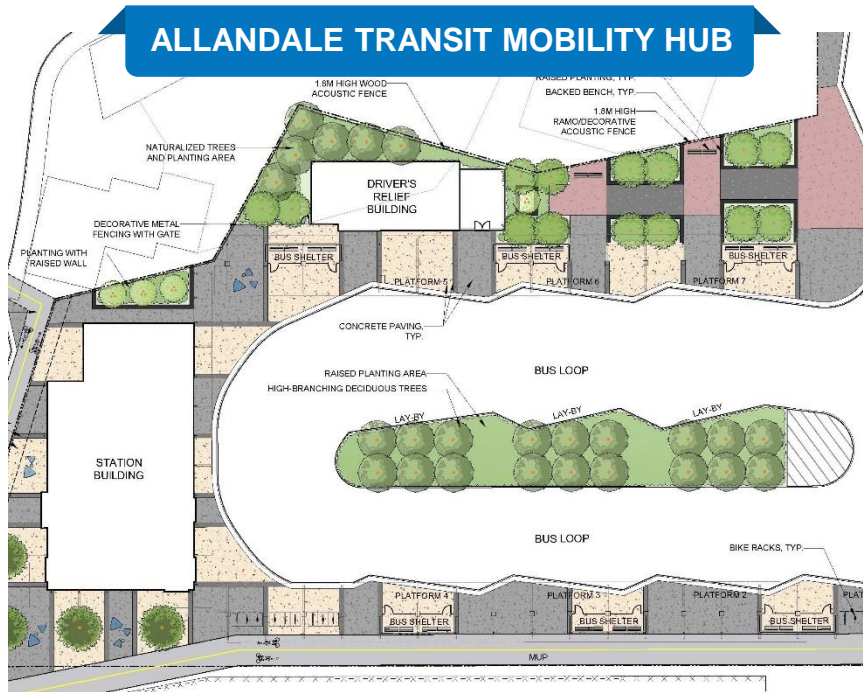 ALLANDALE TRANSIT MOBILITY HUB
1.8M HIGH WOOD
ACOUSTIC FENCE
RAISED PLANTING, TYP.
BACKED BENCH, TYP.
1.8M HIGH
RAMO/DECORATIVE
ACOUSTIC FENCE
NATURALIZED TREES
AND PLANTING AREA
DRIVER'S
RELIEF
BUILDING
DECORATIVE METAL
FENCING WITH GATE
PLANTING WITH
RAISED WALL
BUS SHELTER
BUS SHELTER
BUS SHELTER
PLATFORM 5
PLATFORM 6
PLATFORM 7
CONCRETE PAVING,
TYP.
RAISED PLANTING AREA
HIGH-BRANCHING DECIDUOUS TREES
BUS LOOP
LAY-BY
LAY-BY
LAY-BY
STATION
BUILDING
BUS LOOP
BIKE RACKS, TYP.
PLATFORM 4
PLATFORM 3
PLATFORM 2
PLAT
BUS SHELTER
BUS SHELTER
BUS SHELTER
MUP